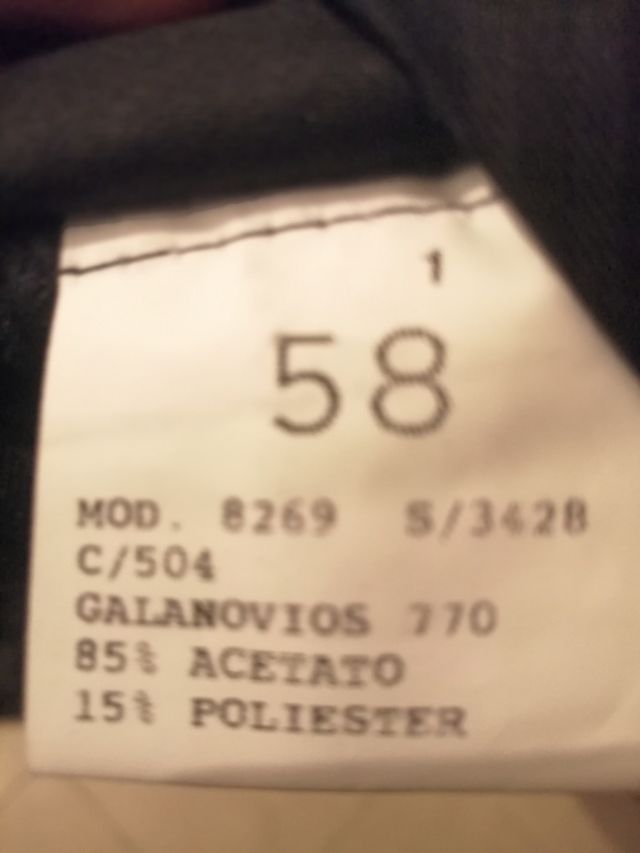 1
58
MOD. 8269 S/3428
C/504
GALANOVIOS 770
85% ACETATO
15% POLIESTER